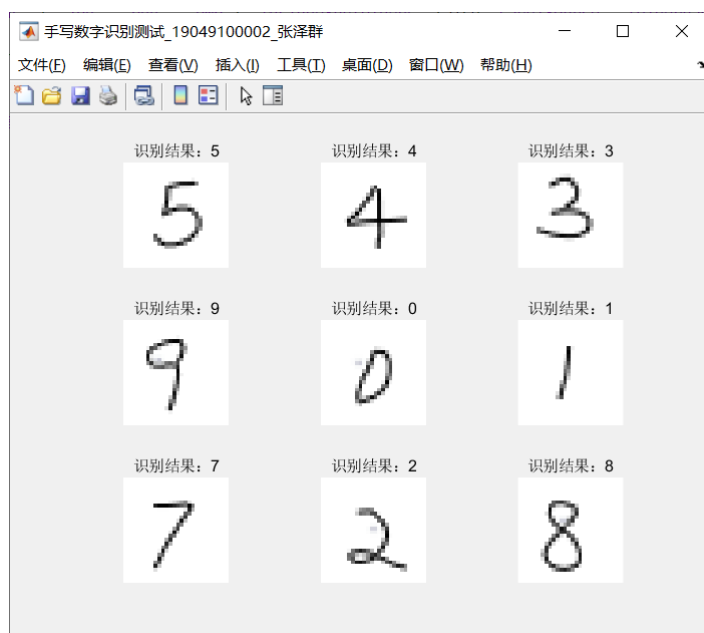 手写数字识别测试_19049100002_张泽群
文件(F) 编辑(E) 查看(V) 插入(I) 工具(T) 桌面(D) 窗口(W) 帮助(H)
识别结果：5 识别结果：4 识别结果：3
5 4 3
识别结果：9 识别结果：0 识别结果：1
9 0 1
识别结果：7 识别结果：2 识别结果：8
7 2 8